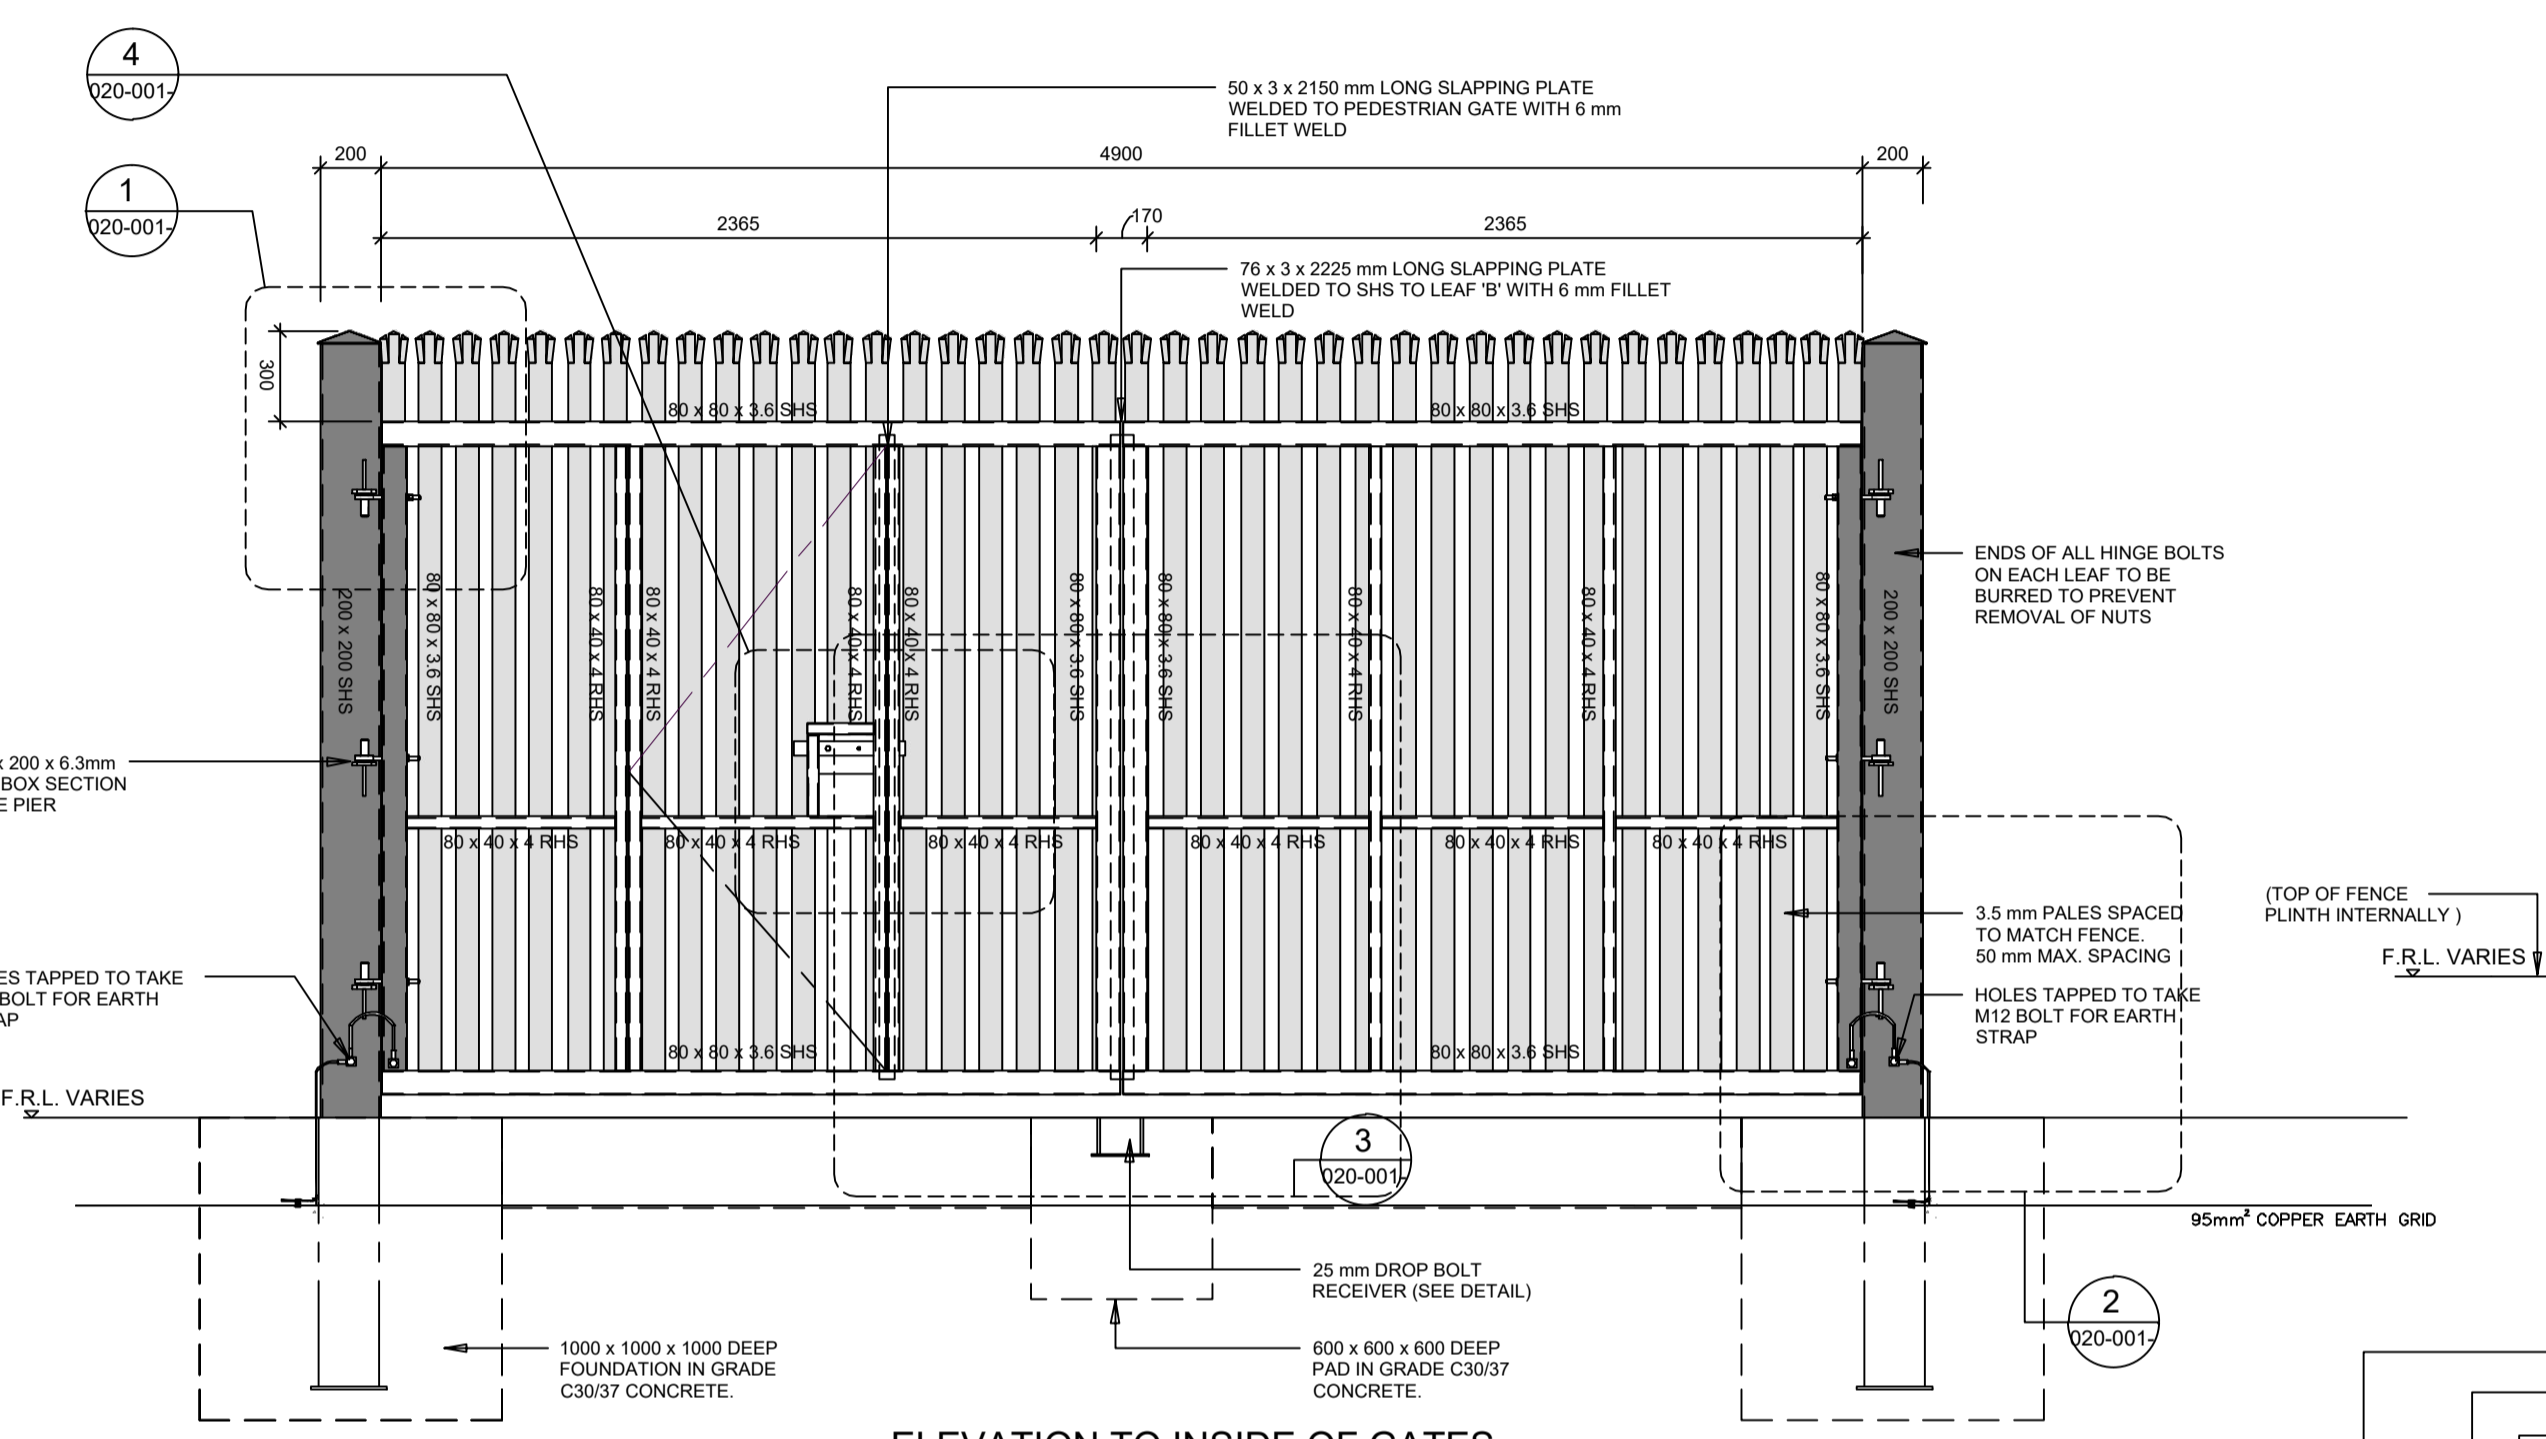 4
020-001-
1
020-001-
50 x 3 x 2150 mm LONG SLAPPING PLATE
WELDED TO PEDESTRIAN GATE WITH 6 mm
FILLET WELD
200
4900
200
2365
170
2365
76 x 3 x 2225 mm LONG SLAPPING PLATE
WELDED TO SHS TO LEAF 'B' WITH 6 mm FILLET
WELD
300
80 x 80 x 3.6 SHS
80 x 80 x 3.6 SHS
200 x 200 SHS
80 x 80 x 3.6 SHS
80 x 40 x 4 RHS
80 x 40 x 4 RHS
80 x 40 x 4 RHS
80 x 40 x 4 RHS
80 x 80 x 3.6 SHS
80 x 80 x 3.6 SHS
80 x 40 x 4 RHS
80 x 40 x 4 RHS
80 x 80 x 3.6 SHS
200 x 200 SHS
ENDS OF ALL HINGE BOLTS
ON EACH LEAF TO BE
BURRED TO PREVENT
REMOVAL OF NUTS
x 200 x 6.3mm
BOX SECTION
E PIER
80 x 40 x 4 RHS
80 x 40 x 4 RHS
80 x 40 x 4 RHS
80 x 40 x 4 RHS
80 x 40 x 4 RHS
80 x 40 x 4 RHS
(TOP OF FENCE
PLINTH INTERNALLY )
F.R.L. VARIES
3.5 mm PALES SPACED
TO MATCH FENCE.
50 mm MAX. SPACING
ES TAPPED TO TAKE
BOLT FOR EARTH
AP
HOLES TAPPED TO TAKE
M12 BOLT FOR EARTH
STRAP
80 x 80 x 3.6 SHS
80 x 80 x 3.6 SHS
F.R.L. VARIES
3
020-001-
95mm² COPPER EARTH GRID
25 mm DROP BOLT
RECEIVER (SEE DETAIL)
2
020-001-
1000 x 1000 x 1000 DEEP
FOUNDATION IN GRADE
C30/37 CONCRETE.
600 x 600 x 600 DEEP
PAD IN GRADE C30/37
CONCRETE.
ELEVATION TO INSIDE OF GATES